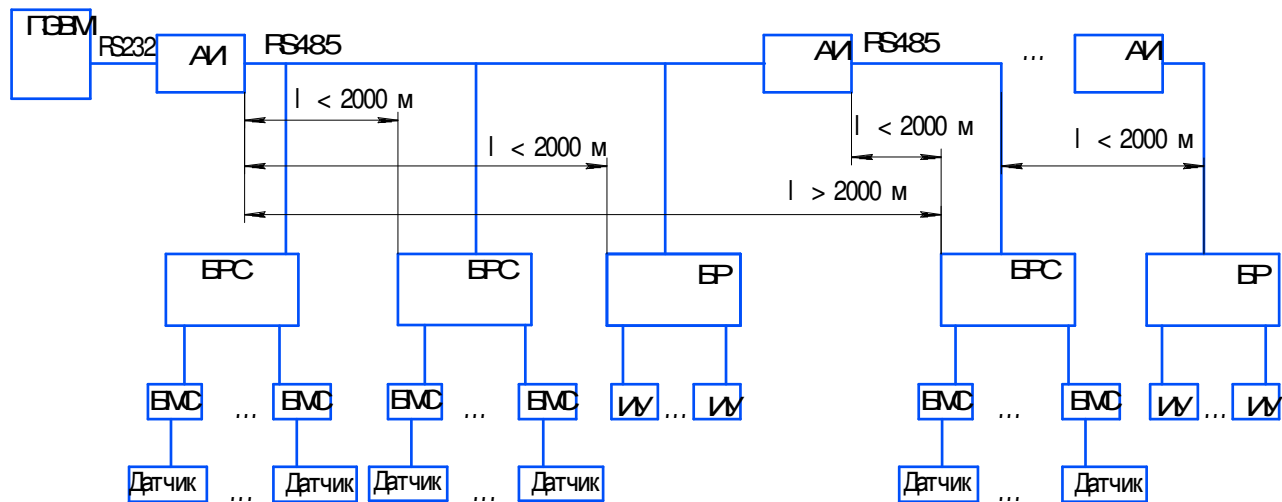 ПЭВМ RS232 АИ RS485 АИ RS485 ... АИ
l < 2000 м
l < 2000 м
l < 2000 м
l < 2000 м
l > 2000 м
БРС БРС БР БРС БР
БМС ... БМС БМС ... БМС ИУ ... ИУ БМС ... БМС ИУ ... ИУ
Датчик ... Датчик Датчик ... Датчик Датчик ... Датчик